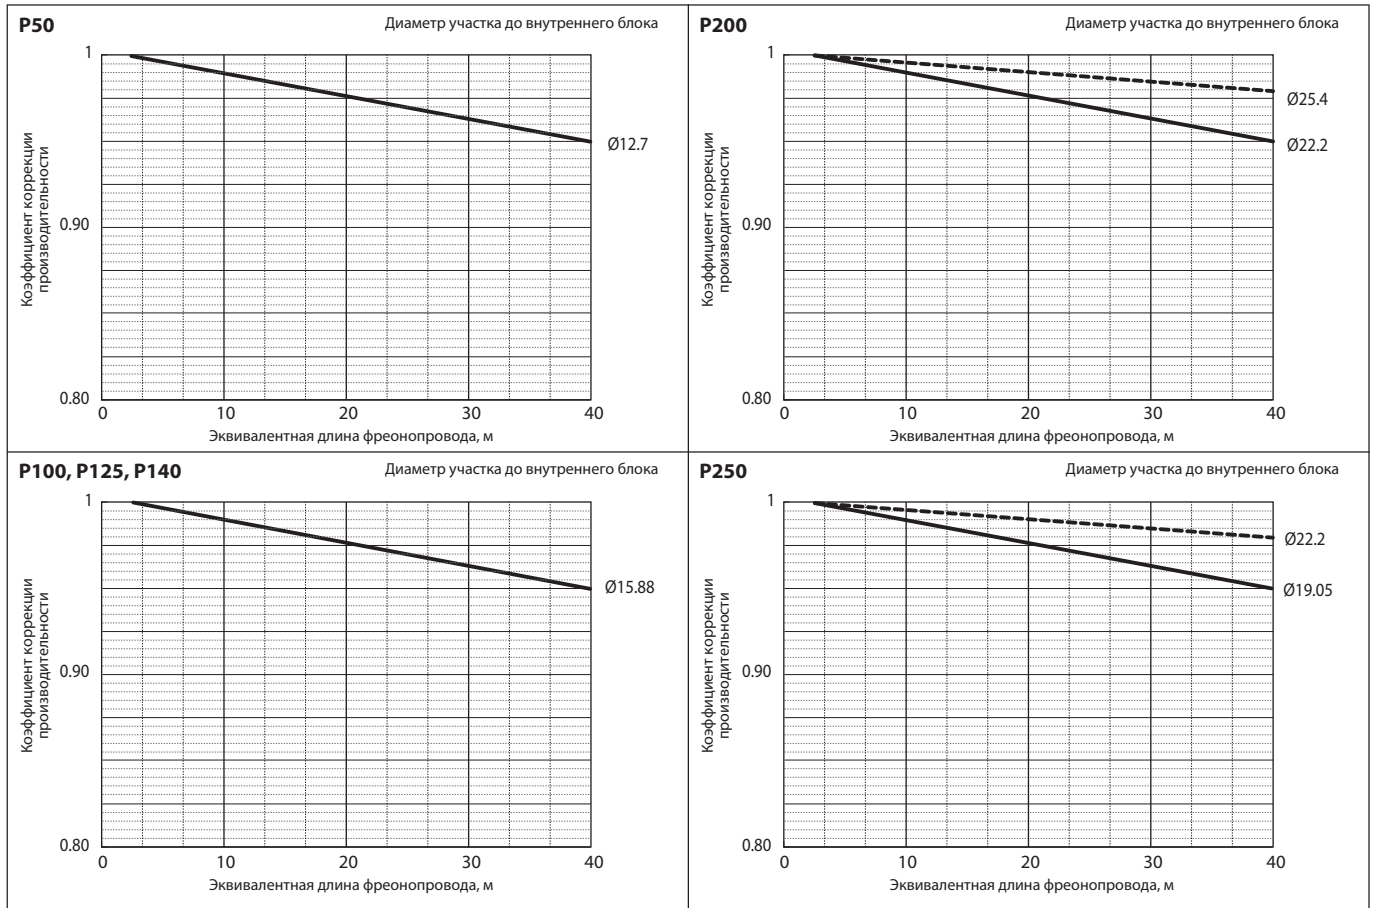 P50
Диаметр участка до внутреннего блока
Коэффициент коррекции
производительности
1
0.90
0.80
0
10
20
30
40
Ø12.7
Эквивалентная длина фреонопровода, м
P200
Диаметр участка до внутреннего блока
Коэффициент коррекции
производительности
1
0.90
0.80
0
10
20
30
40
Ø25.4
Ø22.2
Эквивалентная длина фреонопровода, м
P100, P125, P140
Диаметр участка до внутреннего блока
Коэффициент коррекции
производительности
1
0.90
0.80
0
10
20
30
40
Ø15.88
Эквивалентная длина фреонопровода, м
P250
Диаметр участка до внутреннего блока
Коэффициент коррекции
производительности
1
0.90
0.80
0
10
20
30
40
Ø22.2
Ø19.05
Эквивалентная длина фреонопровода, м